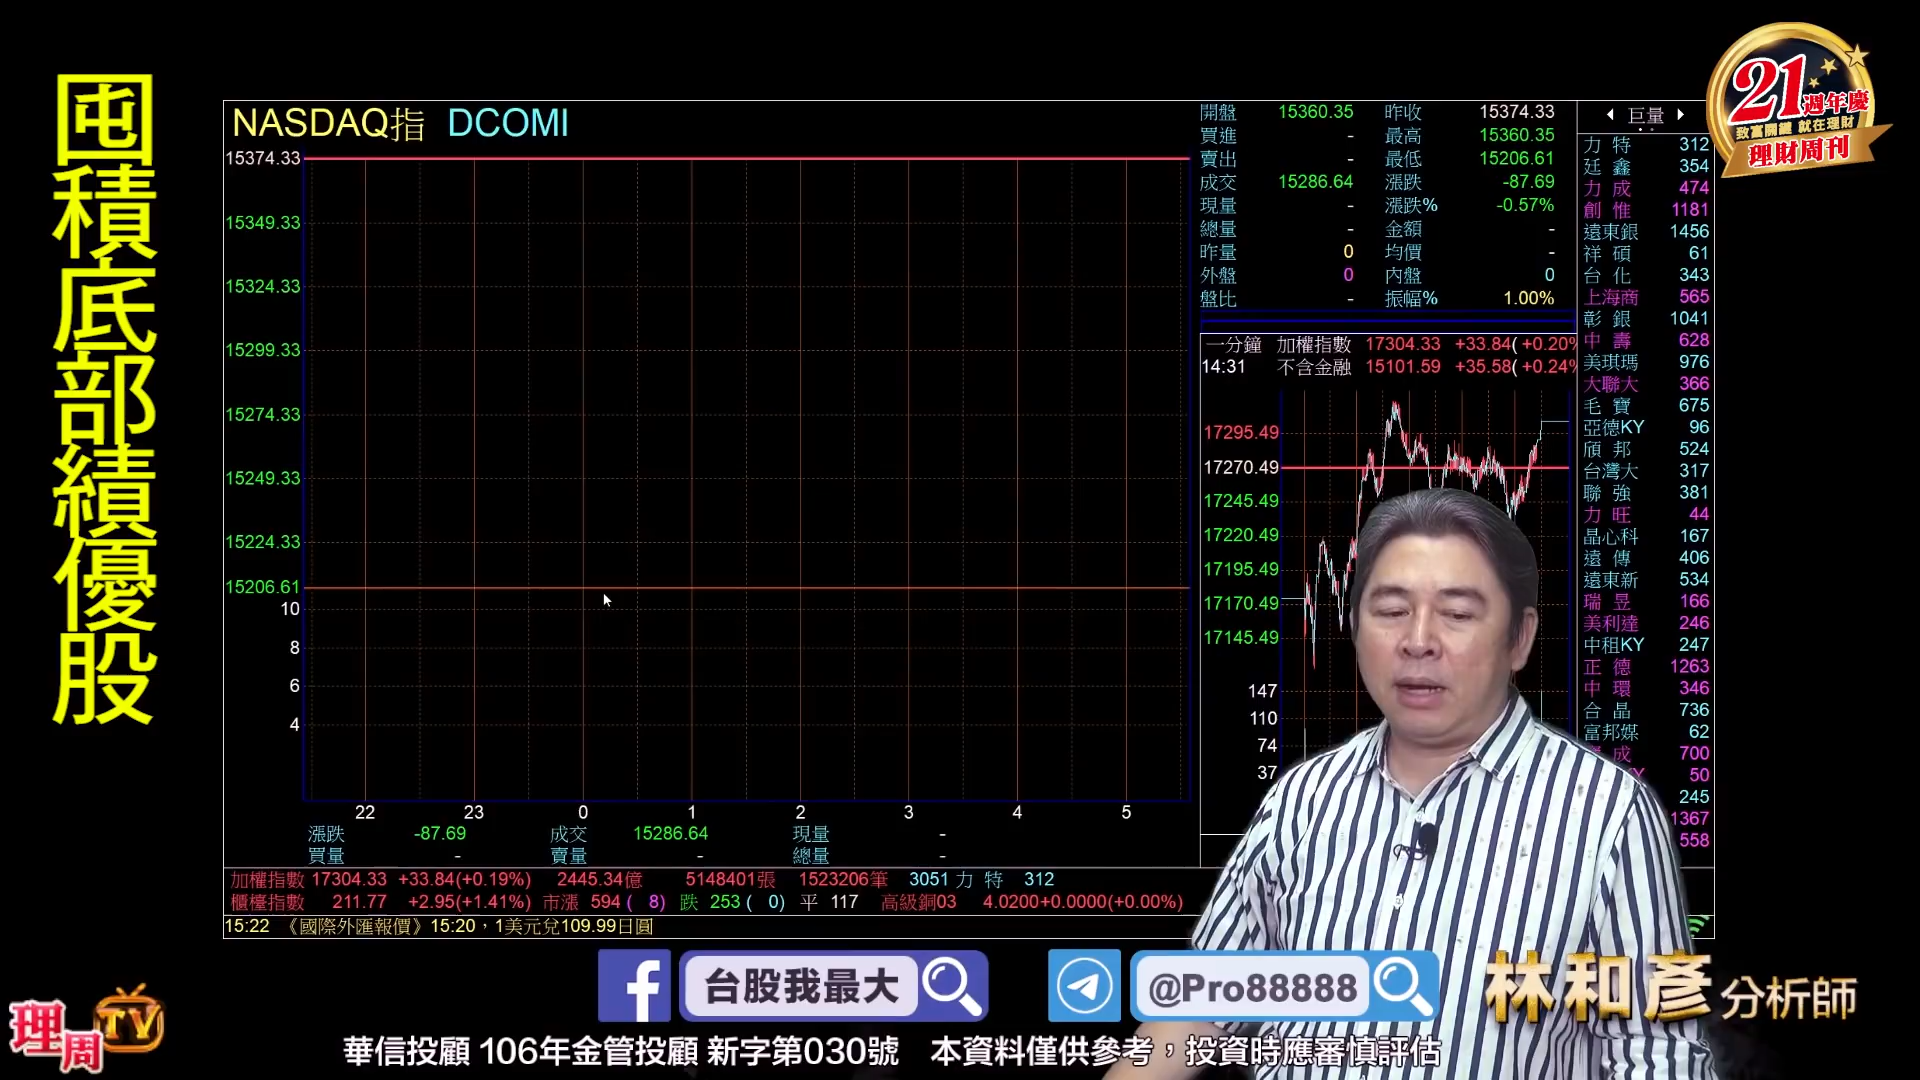 囤積底部績優股
NASDAQ指 DCOMI
15374.33
15349.33
15324.33
15299.33
15274.33
15249.33
15224.33
15206.61
10
8
6
4
22 23 0 1 2 3 4 5
漲跌 -87.69 成交 15286.64 現量 -
買量 - 賣量 - 總量 -
開盤 15360.35 昨收 15374.33
買進 - 最高 15360.35
賣出 - 最低 15206.61
成交 15286.64 漲跌 -87.69
現量 - 漲跌% -0.57%
總量 - 金額 -
昨量 0 均價 -
外盤 0 內盤 0
盤比 - 振幅% 1.00%
一分鐘 加權指數 17304.33 +33.84( +0.20%
14:31 不含金融 15101.59 +35.58( +0.24%
17295.49
17270.49
17245.49
17220.49
17195.49
17170.49
17145.49
147
110
74
37
巨量
力特 312
廷鑫 354
力成 474
創惟 1181
遠東銀 1456
祥碩 61
台化 343
上海商 565
彰銀 1041
中壽 628
美琪瑪 976
大聯大 366
毛寶 675
亞德KY 96
頎邦 524
台灣大 317
聯強 381
力旺 44
晶心科 167
遠傳 406
遠東新 534
瑞昱 166
美利達 246
中租KY 247
正德 1263
中環 346
合晶 736
富邦媒 62
成 700
50
245
1367
558
加權指數 17304.33 +33.84(+0.19%) 2445.34億 5148401張 1523206筆 3051 力特 312
櫃檯指數 211.77 +2.95(+1.41%) 市漲 594 ( 8) 跌 253 ( 0) 平 117 高級銅03 4.0200+0.0000(+0.00%)
15:22 《國際外匯報價》15:20，1美元兌109.99日圓
21週年慶
致富關鍵 就在理財
理財周刊
台股我最大
@Pro88888
林和彥 分析師
理周TV
華信投顧 106年金管投顧 新字第030號 本資料僅供參考，投資時應審慎評估